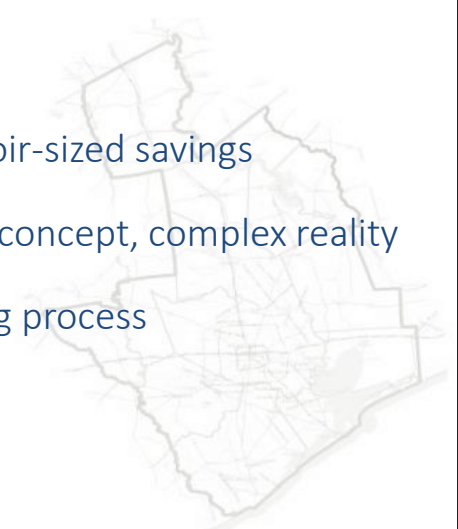 oir-sized savings
concept, complex reality
g process